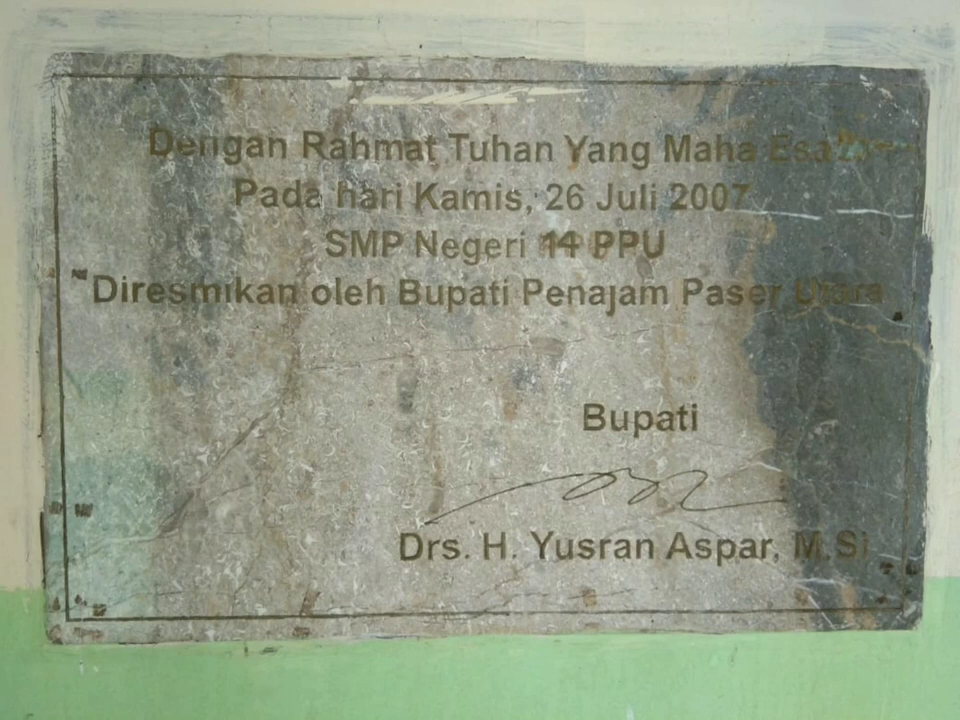 Dengan Rahmat Tuhan Yang Maha Esa
Pada hari Kamis, 26 Juli 2007
SMP Negeri 14 PPU
Diresmikan oleh Bupati Penajam Paser Utara
Bupati
Drs. H. Yusran Aspar, M.Si